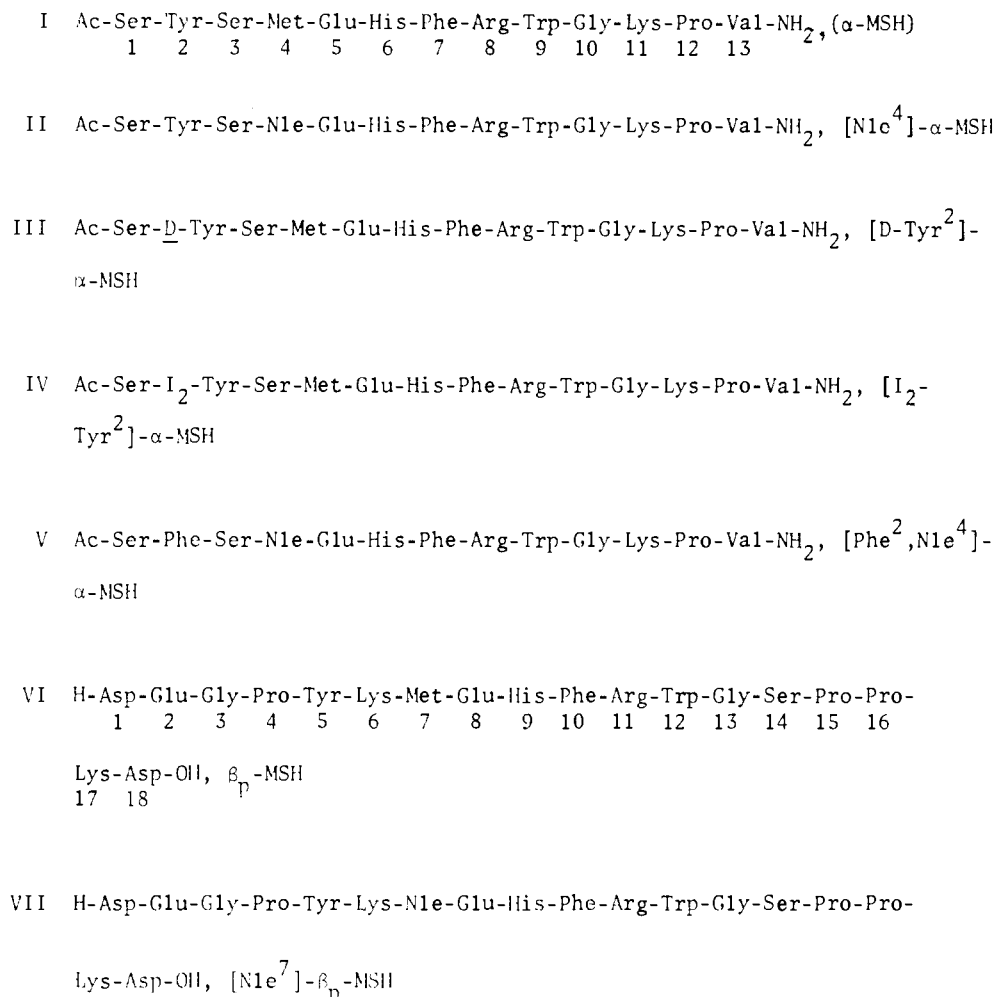 I Ac-Ser-Tyr-Ser-Met-Glu-His-Phe-Arg-Trp-Gly-Lys-Pro-Val-NH₂, (α-MSH)
1 2 3 4 5 6 7 8 9 10 11 12 13
II Ac-Ser-Tyr-Ser-Nle-Glu-His-Phe-Arg-Trp-Gly-Lys-Pro-Val-NH₂, [Nle⁴]-α-MSH
III Ac-Ser-D-Tyr-Ser-Met-Glu-His-Phe-Arg-Trp-Gly-Lys-Pro-Val-NH₂, [D-Tyr²]-
α-MSH
IV Ac-Ser-I₂-Tyr-Ser-Met-Glu-His-Phe-Arg-Trp-Gly-Lys-Pro-Val-NH₂, [I₂-
Tyr²]-α-MSH
V Ac-Ser-Phe-Ser-Nle-Glu-His-Phe-Arg-Trp-Gly-Lys-Pro-Val-NH₂, [Phe²,Nle⁴]-
α-MSH
VI H-Asp-Glu-Gly-Pro-Tyr-Lys-Met-Glu-His-Phe-Arg-Trp-Gly-Ser-Pro-Pro-
1 2 3 4 5 6 7 8 9 10 11 12 13 14 15 16
Lys-Asp-OH, βₚ-MSH
17 18
VII H-Asp-Glu-Gly-Pro-Tyr-Lys-Nle-Glu-His-Phe-Arg-Trp-Gly-Ser-Pro-Pro-
Lys-Asp-OH, [Nle⁷]-βₚ-MSH